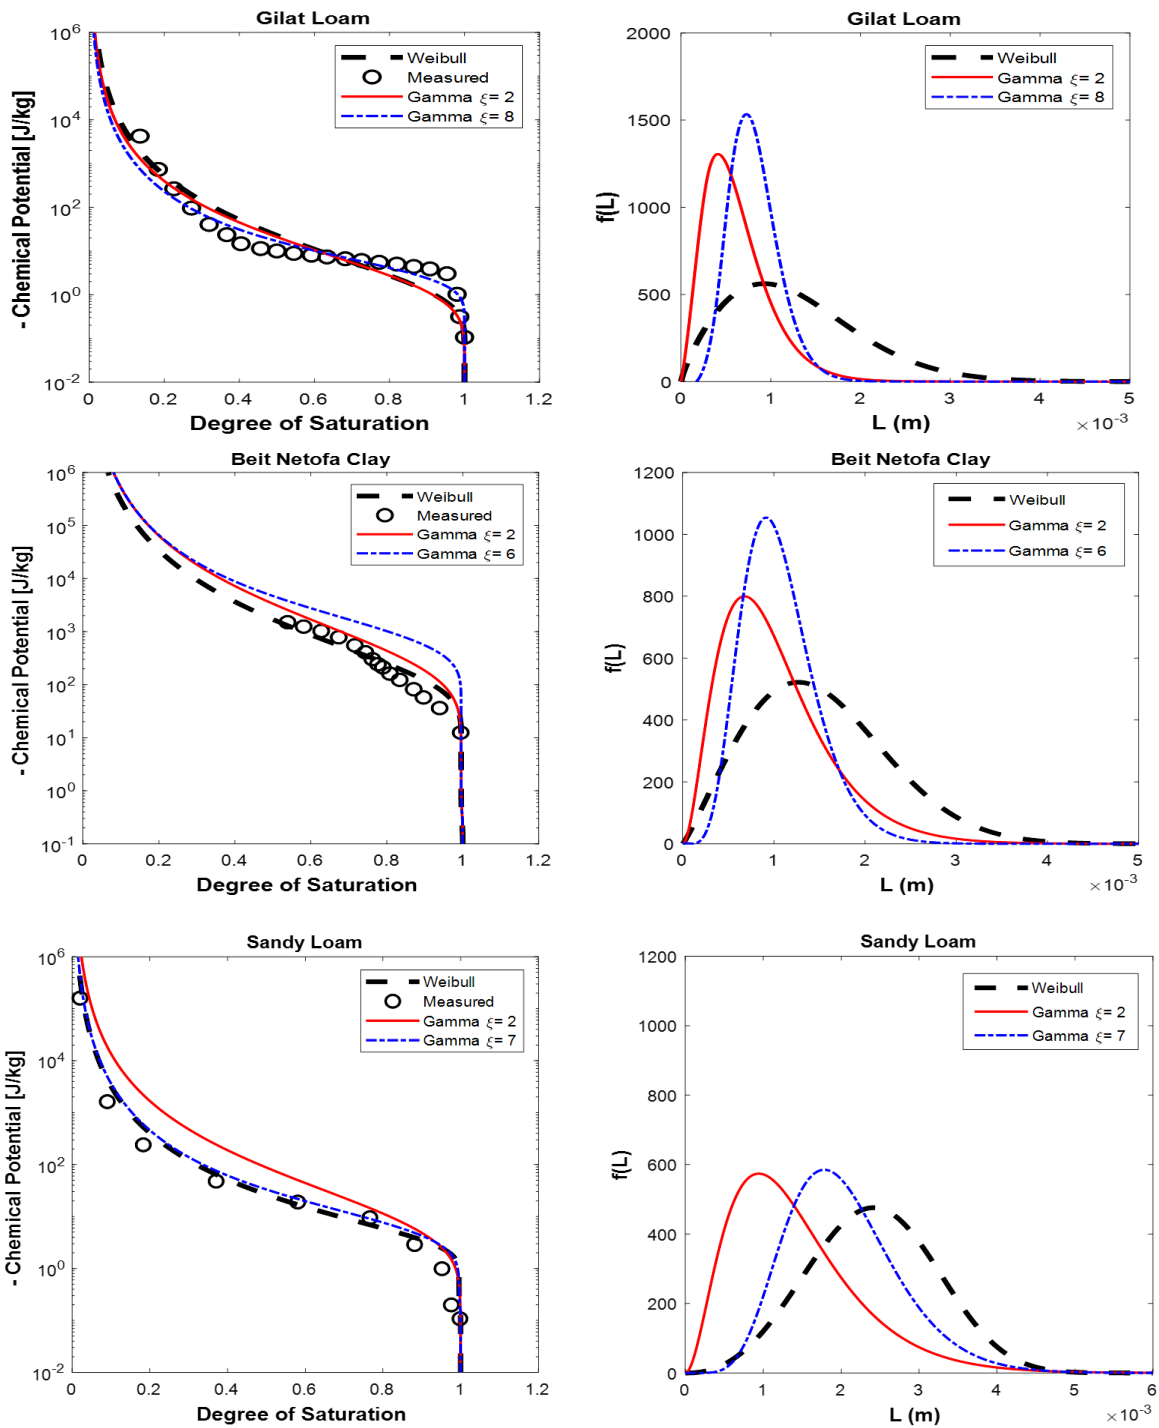 Gilat Loam
- Chemical Potential [J/kg]
10^6
10^4
10^2
10^0
10^-2
Weibull
Measured
Gamma ξ= 2
Gamma ξ= 8
0 0.2 0.4 0.6 0.8 1 1.2
Degree of Saturation
Gilat Loam
f(L)
2000
1500
1000
500
0
Weibull
Gamma ξ= 2
Gamma ξ= 8
0 1 2 3 4 5
L (m)
×10^-3
Beit Netofa Clay
- Chemical Potential [J/kg]
10^6
10^5
10^4
10^3
10^2
10^1
10^0
10^-1
Weibull
Measured
Gamma ξ= 2
Gamma ξ= 6
0 0.2 0.4 0.6 0.8 1 1.2
Degree of Saturation
Beit Netofa Clay
f(L)
1200
1000
800
600
400
200
0
Weibull
Gamma ξ= 2
Gamma ξ= 6
0 1 2 3 4 5
L (m)
×10^-3
Sandy Loam
- Chemical Potential [J/kg]
10^6
10^4
10^2
10^0
10^-2
Weibull
Measured
Gamma ξ= 2
Gamma ξ= 7
0 0.2 0.4 0.6 0.8 1 1.2
Degree of Saturation
Sandy Loam
f(L)
1200
1000
800
600
400
200
0
Weibull
Gamma ξ= 2
Gamma ξ= 7
0 1 2 3 4 5 6
L (m)
×10^-3